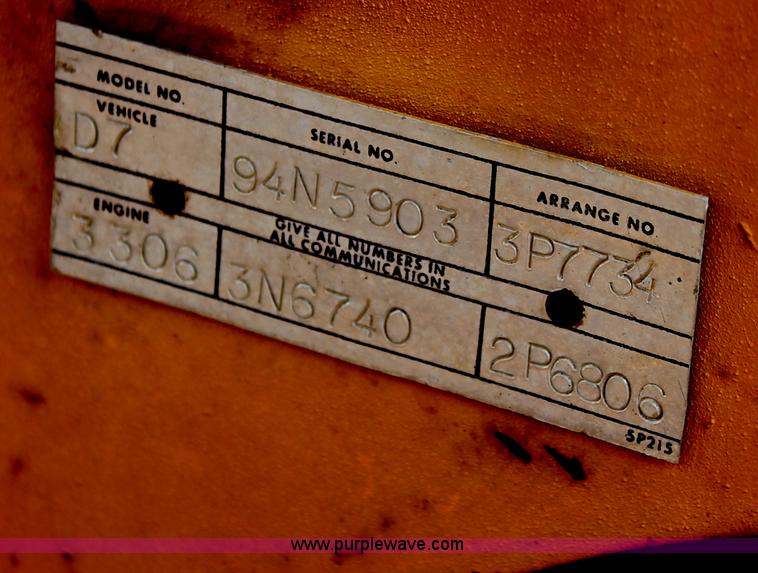 MODEL NO. SERIAL NO. ARRANGE NO.
VEHICLE
D7 94N5903 3P7734
GIVE ALL NUMBERS IN
ALL COMMUNICATIONS
ENGINE
3306 3N6740 2P6806
5P215
www.purplewave.com